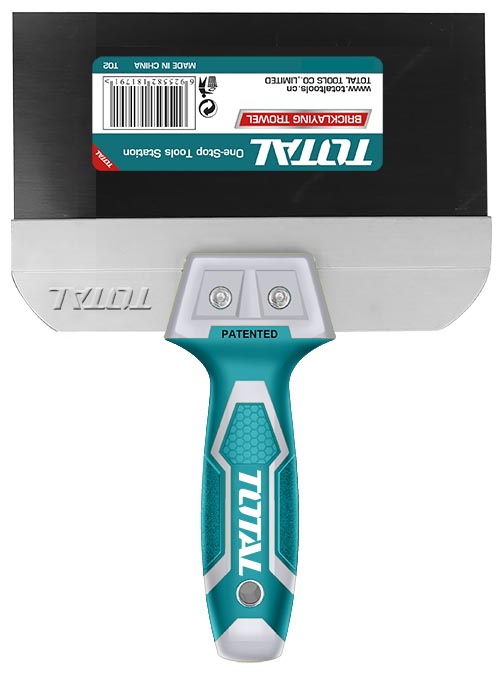 TOTAL
One-Stop Tools Station
TOTAL
BRICKLAYING TROWEL
www.totaltools.cn
TOTAL TOOLS CO.,LIMITED
6925582181791>
MADE IN CHINA
T02
TOTAL
PATENTED
TOTAL